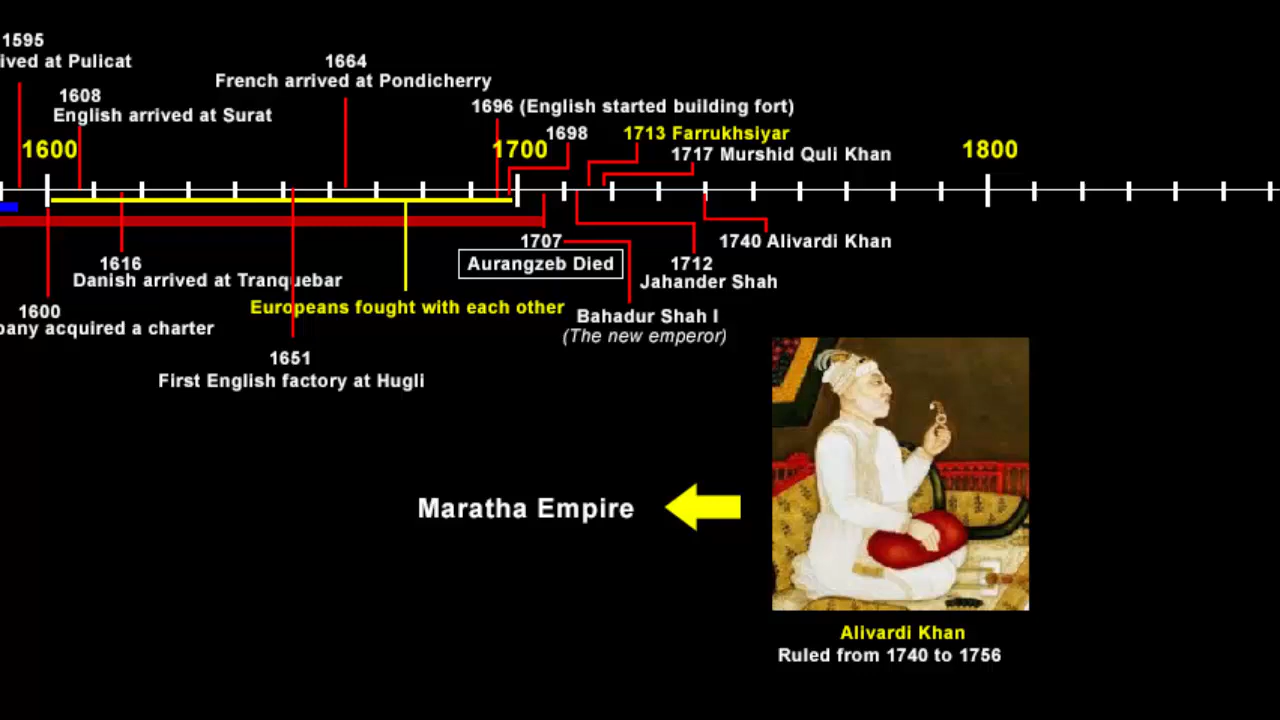 1595
ived at Pulicat
1608
English arrived at Surat
1664
French arrived at Pondicherry
1696 (English started building fort)
1698
1713 Farrukhsiyar
1717 Murshid Quli Khan
1600
1700
1800
1707
Aurangzeb Died
1740 Alivardi Khan
1712
Jahander Shah
1616
Danish arrived at Tranquebar
Europeans fought with each other
1600
pany acquired a charter
Bahadur Shah I
(The new emperor)
1651
First English factory at Hugli
Maratha Empire
Alivardi Khan
Ruled from 1740 to 1756